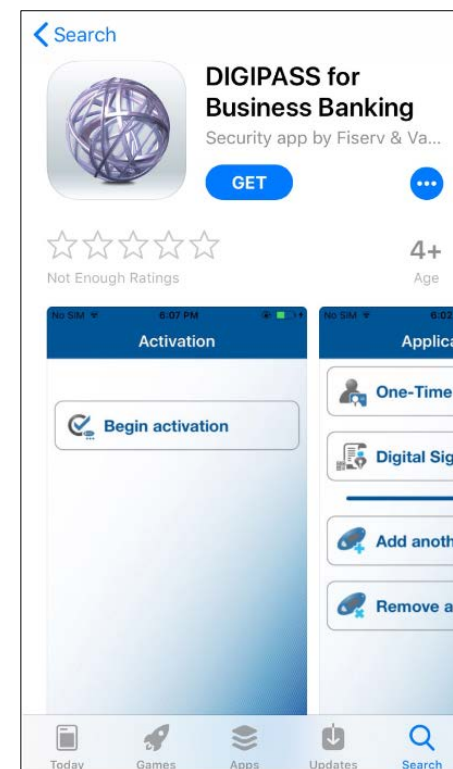 Search
DIGIPASS for
Business Banking
Security app by Fiserv & Va...
GET
4+
Not Enough Ratings
Age
No SIM 6:07 PM
Activation
Begin activation
No SIM 6:02
Applica
One-Time
Digital Sig
Add anoth
Remove a
Today
Games
Apps
Updates
Search